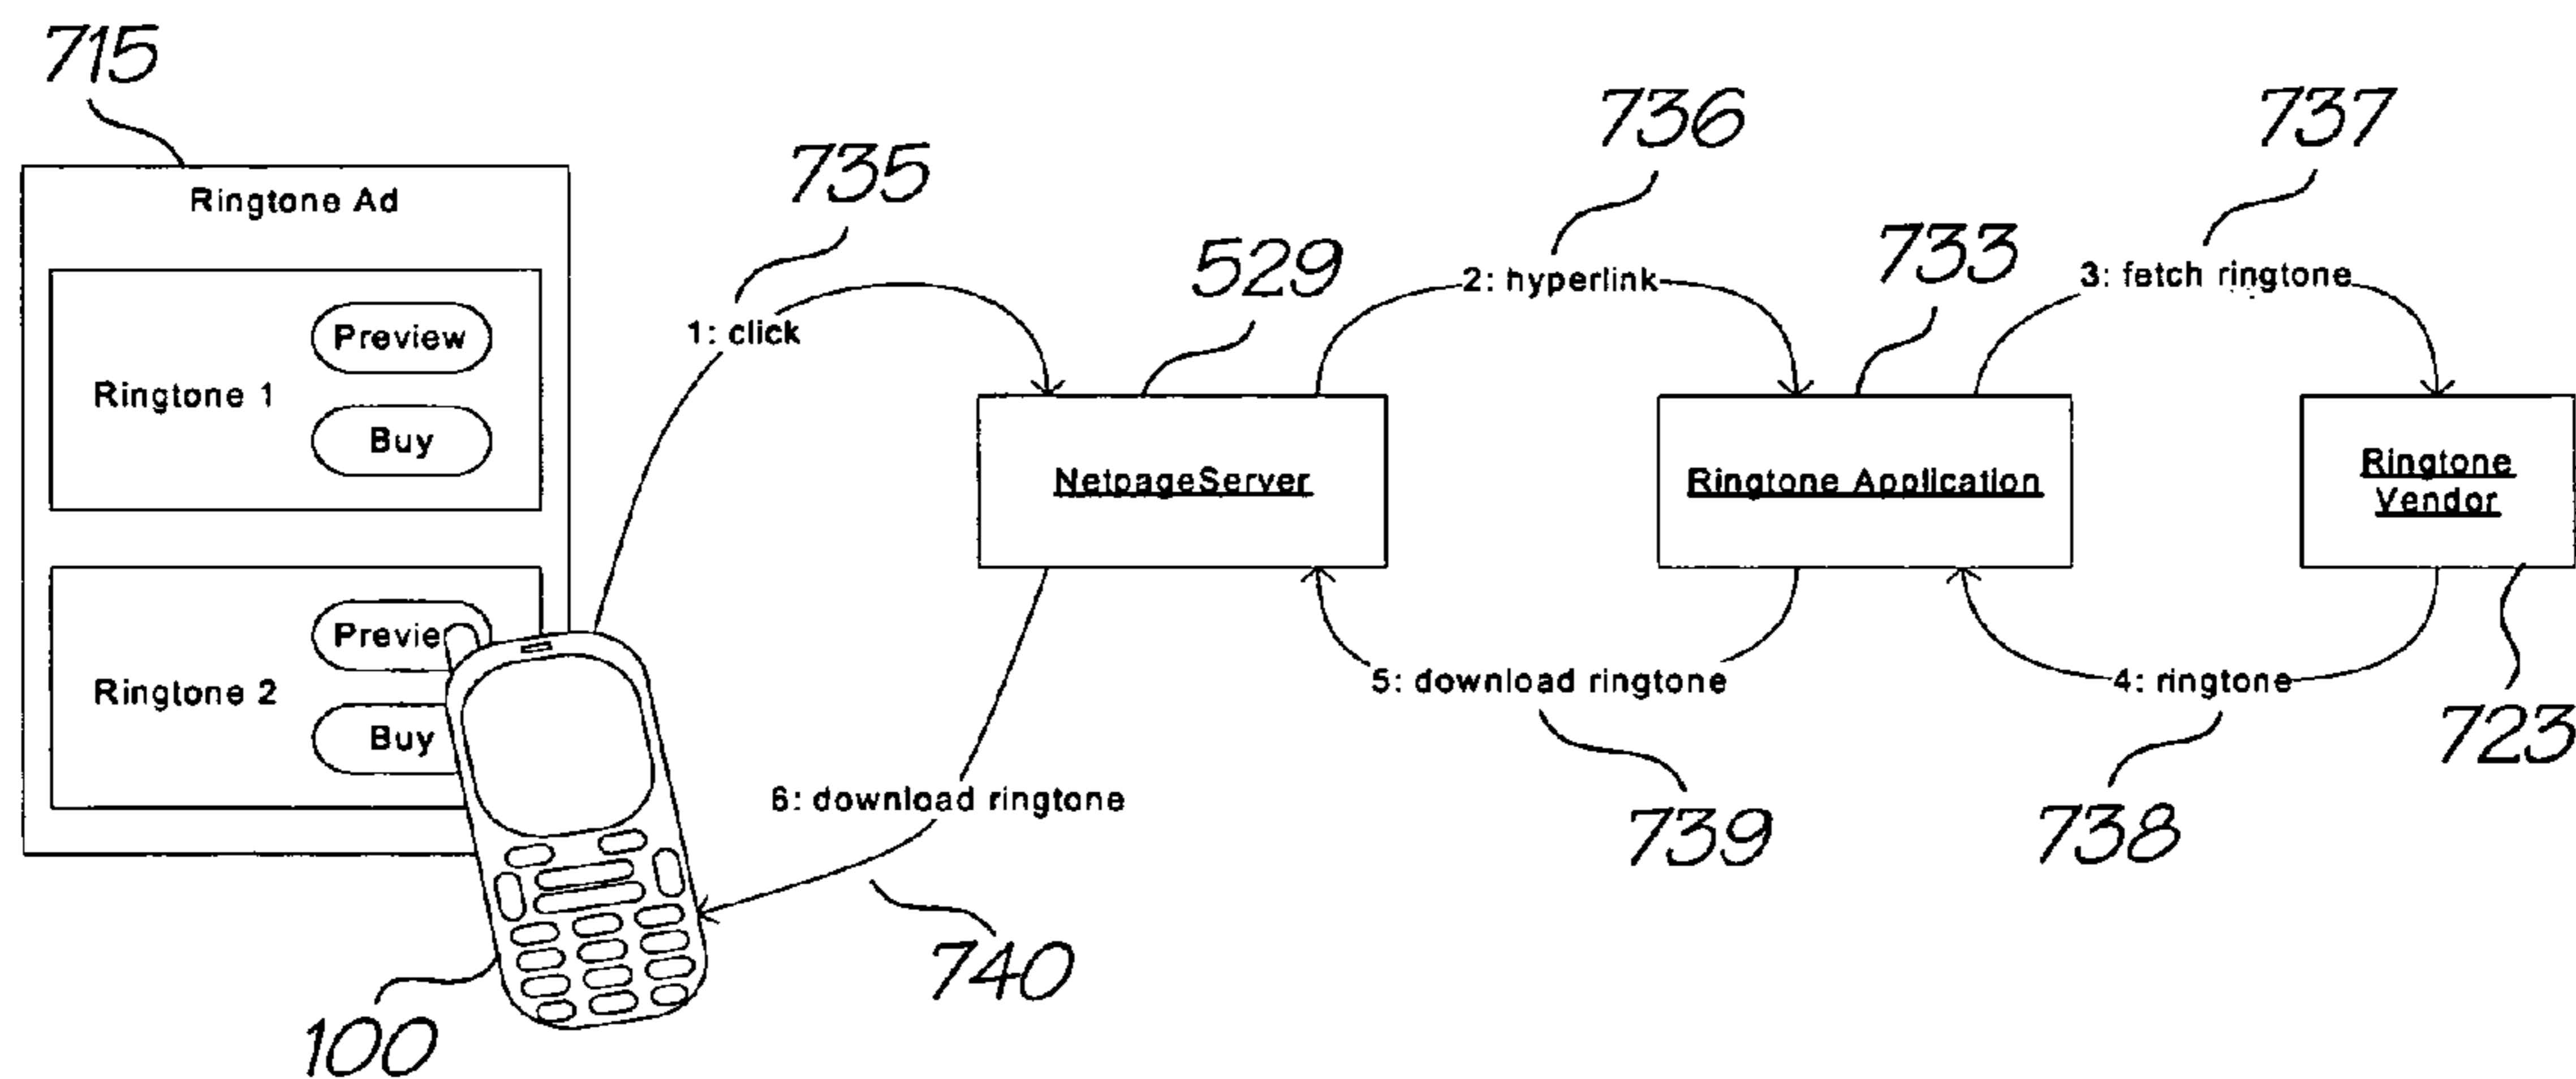 715
Ringtone Ad
Ringtone 1
Preview
Buy
Ringtone 2
Previe
Buy
100
735
1: click
529
NetpageServer
736
2: hyperlink
733
Ringtone Application
737
3: fetch ringtone
Ringtone
Vendor
723
4: ringtone
738
5: download ringtone
739
6: download ringtone
740